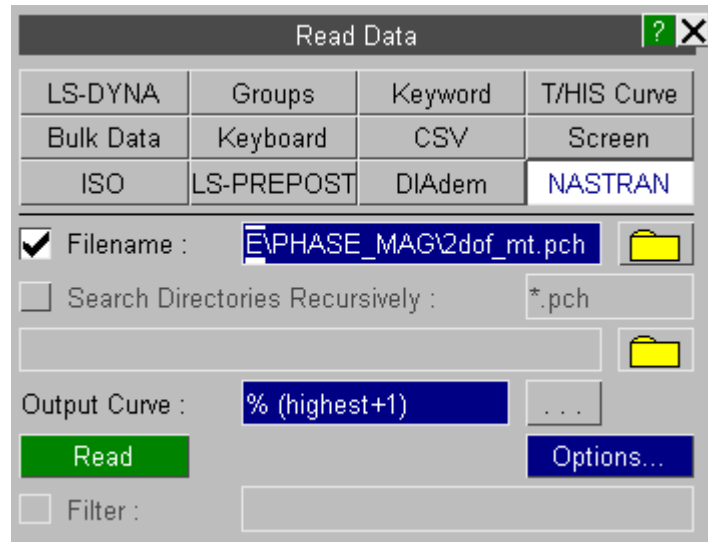 Read Data ?
LS-DYNA Groups Keyword T/HIS Curve
Bulk Data Keyboard CSV Screen
ISO LS-PREPOST DIAdem NASTRAN
Filename : E\PHASE_MAG\2dof_mt.pch
Search Directories Recursively : *.pch
Output Curve : % (highest+1) ...
Read Options...
Filter :